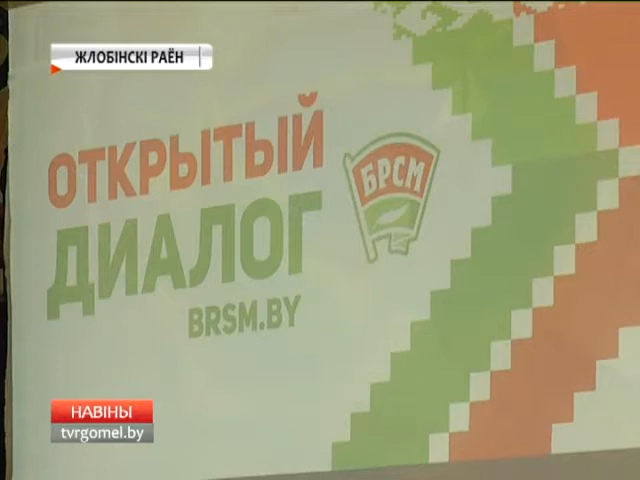 ЖЛОБІНСКІ РАЁН
ОТКРЫТЫЙ
ДИАЛОГ
BRSM.BY
БРСМ
НАВІНЫ
tvrgomel.by